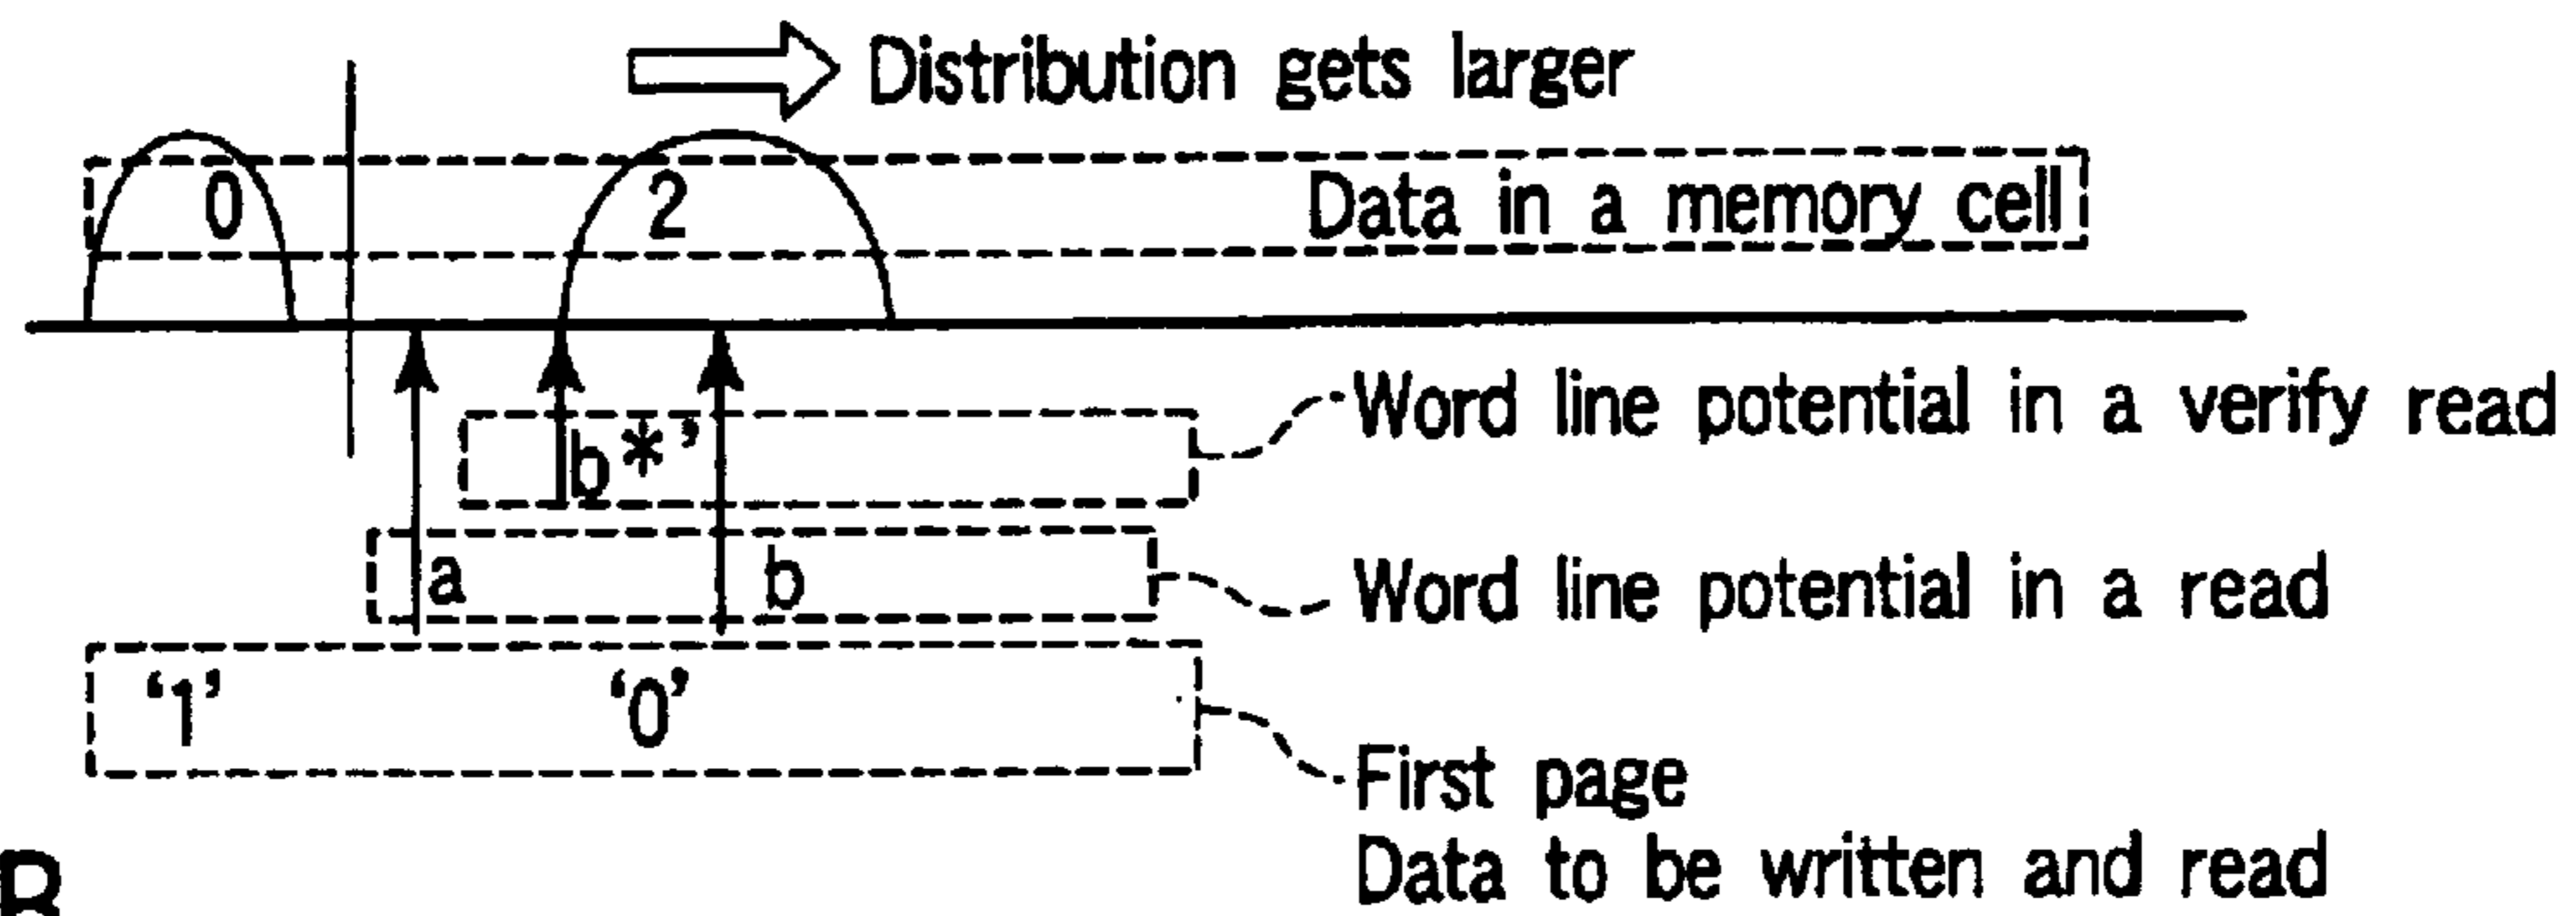 Distribution gets larger
0 2 Data in a memory cell
Word line potential in a verify read
b*’
a b
Word line potential in a read
‘1’ ‘0’
First page
Data to be written and read
B